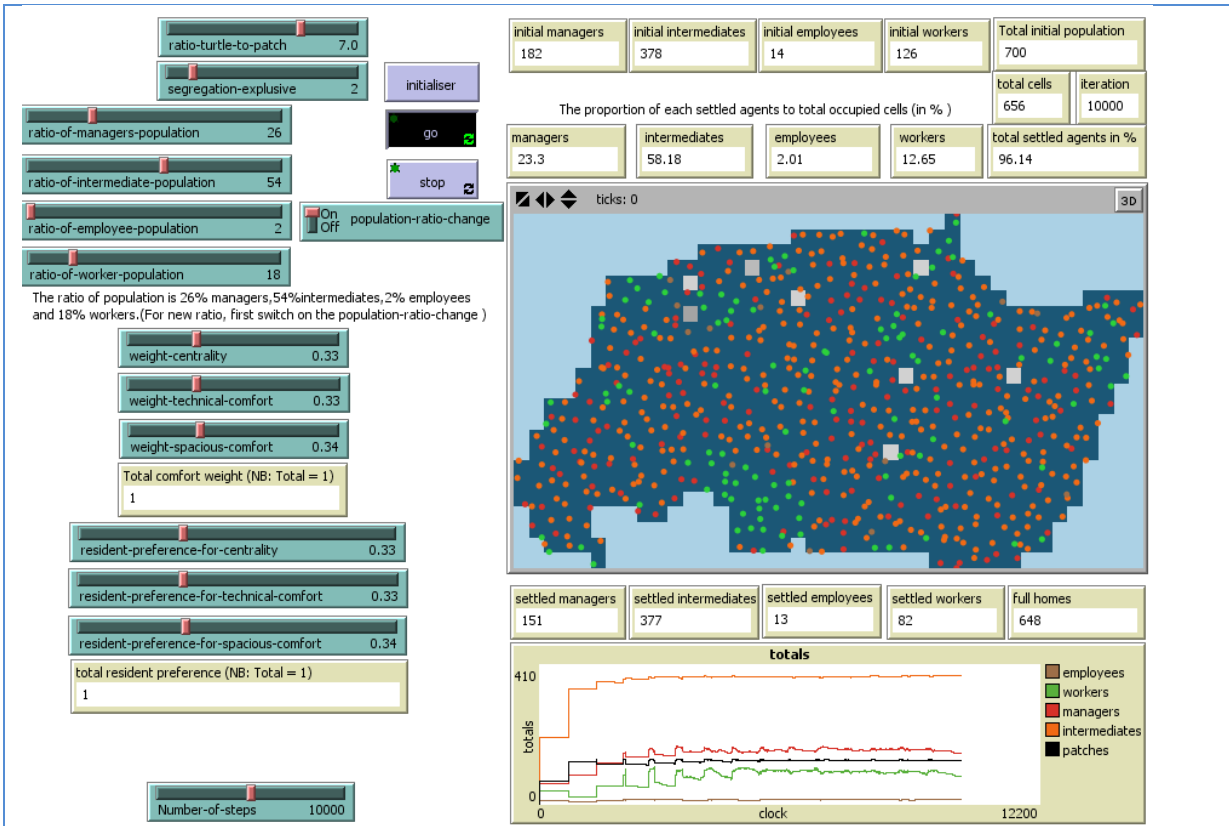 ratio-turtle-to-patch 7.0
segregation-explusive 2
initialiser
ratio-of-managers-population 26
go
ratio-of-intermediate-population 54
stop
ratio-of-employee-population 2
On
Off
population-ratio-change
ratio-of-worker-population 18
The ratio of population is 26% managers,54%intermediates,2% employees
and 18% workers.(For new ratio, first switch on the population-ratio-change )
weight-centrality 0.33
weight-technical-comfort 0.33
weight-spacious-comfort 0.34
Total comfort weight (NB: Total = 1)
1
resident-preference-for-centrality 0.33
resident-preference-for-technical-comfort 0.33
resident-preference-for-spacious-comfort 0.34
total resident preference (NB: Total = 1)
1
Number-of-steps 10000
initial managers initial intermediates initial employees initial workers Total initial population
182 378 14 126 700
total cells iteration
656 10000
The proportion of each settled agents to total occupied cells (in % )
managers intermediates employees workers total settled agents in %
23.3 58.18 2.01 12.65 96.14
ticks: 0 3D
settled managers settled intermediates settled employees settled workers full homes
151 377 13 82 648
totals
410
totals
0
0 clock 12200
employees
workers
managers
intermediates
patches